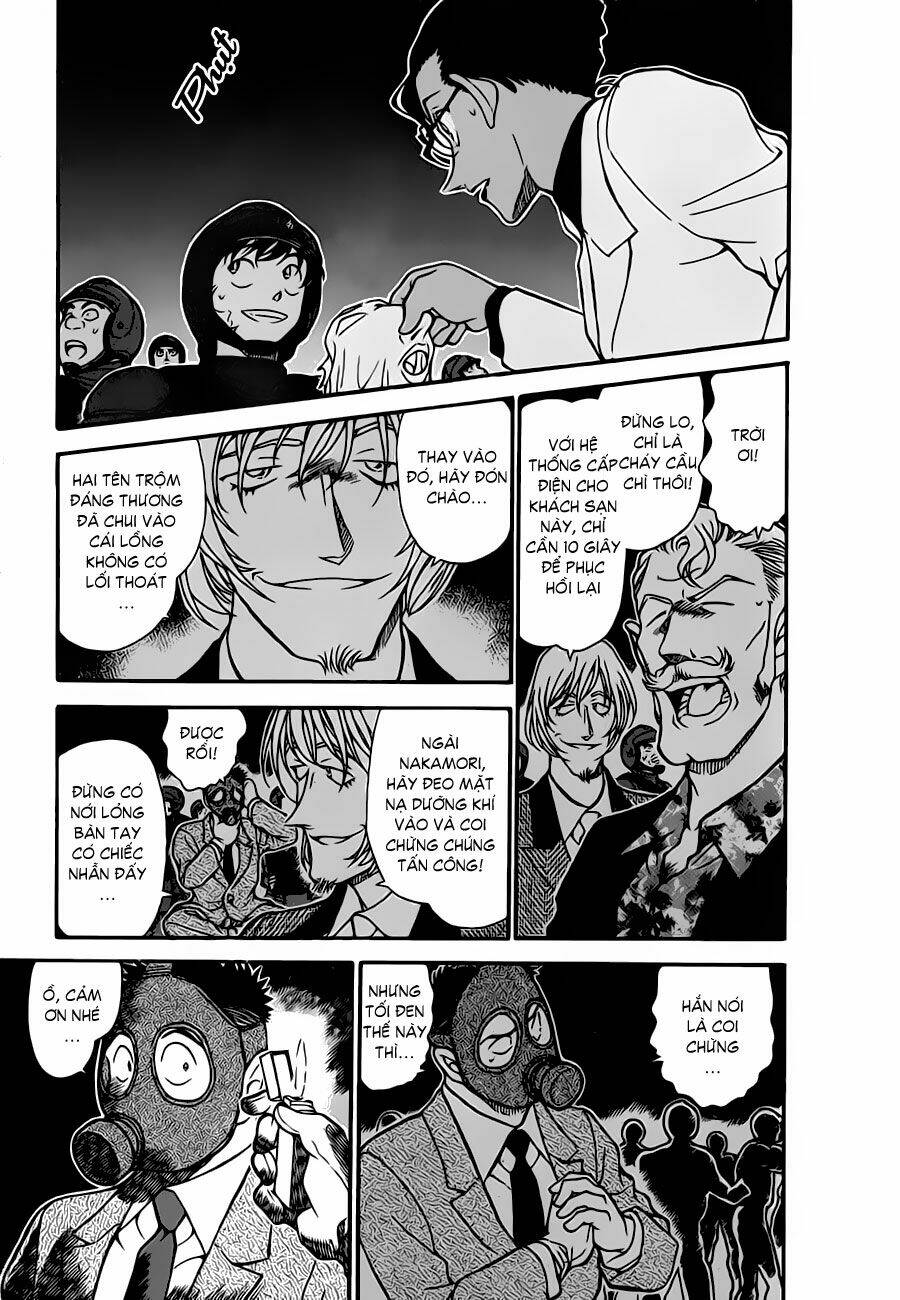 Phụt
TRỜI
ƠI!
ĐỪNG LO,
CHỈ LÀ
CHÁY CẦU
CHÌ THÔI!
VỚI HỆ
THỐNG CẤP
ĐIỆN CHO
KHÁCH SẠN
NÀY, CHỈ
CẦN 10 GIÂY
ĐỂ PHỤC
HỒI LẠI
THAY VÀO
ĐÓ, HÃY ĐÓN
CHÀO...
HAI TÊN TRỘM
ĐÁNG THƯƠNG
ĐÃ CHUI VÀO
CÁI LỒNG
KHÔNG CÓ
LỐI THOÁT
...
NGÀI
NAKAMORI,
HÃY ĐEO MẶT
NẠ DƯỠNG KHÍ
VÀO VÀ COI
CHỪNG CHÚNG
TẤN CÔNG!
ĐƯỢC
RỒI!
ĐỪNG CÓ
NỚI LỎNG
BÀN TAY
CÓ CHIẾC
NHẪN ĐẤY
...
HẮN NÓI
LÀ COI
CHỪNG
...
NHƯNG
TỐI ĐEN
THẾ NÀY
THÌ...
Ồ, CẢM
ƠN NHÉ
...